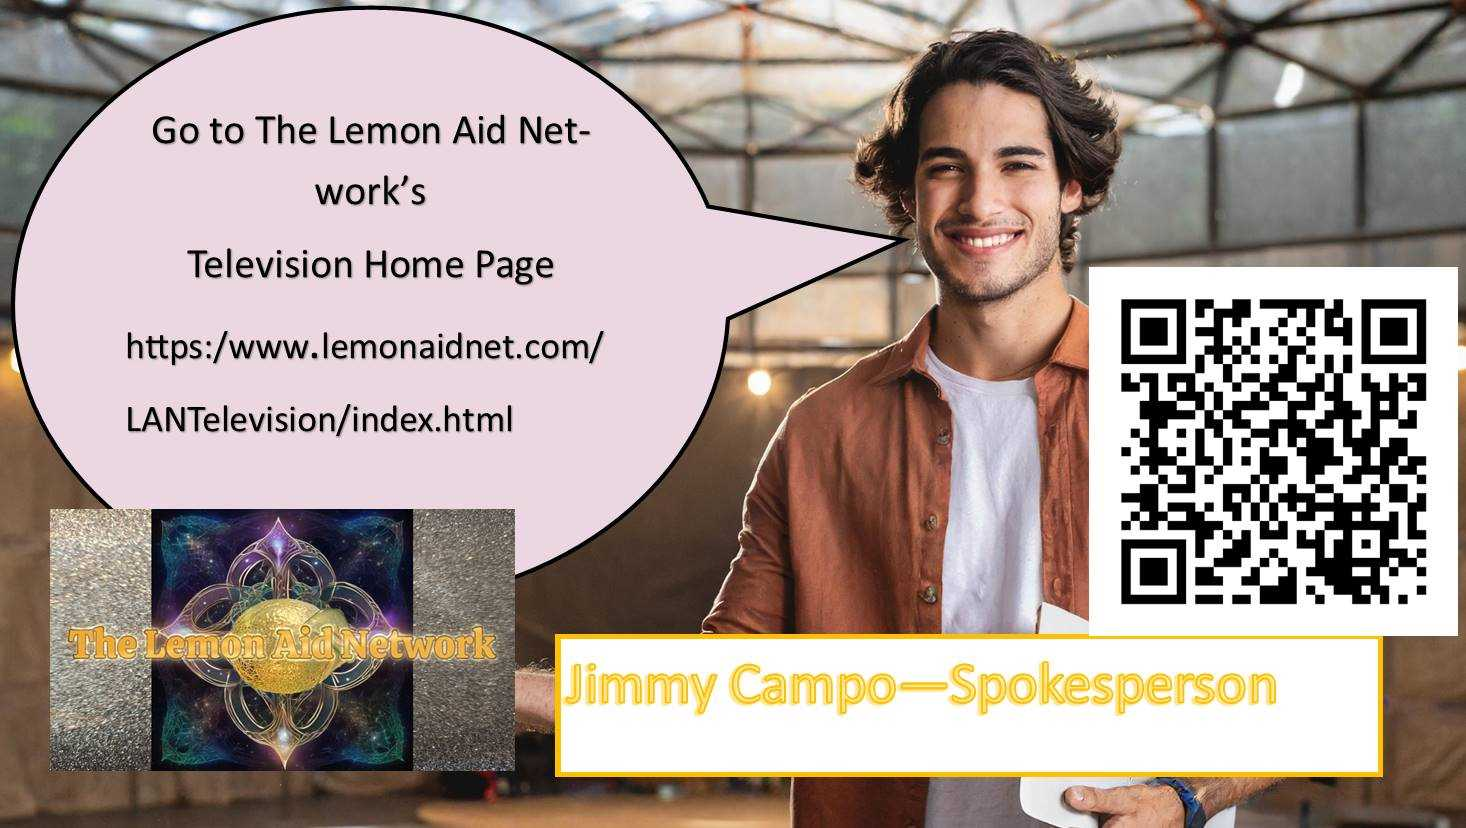 Go to The Lemon Aid Net-
work’s
Television Home Page
https:/www.lemonaidnet.com/
LANTelevision/index.html
The Lemon Aid Network
Jimmy Campo—Spokesperson